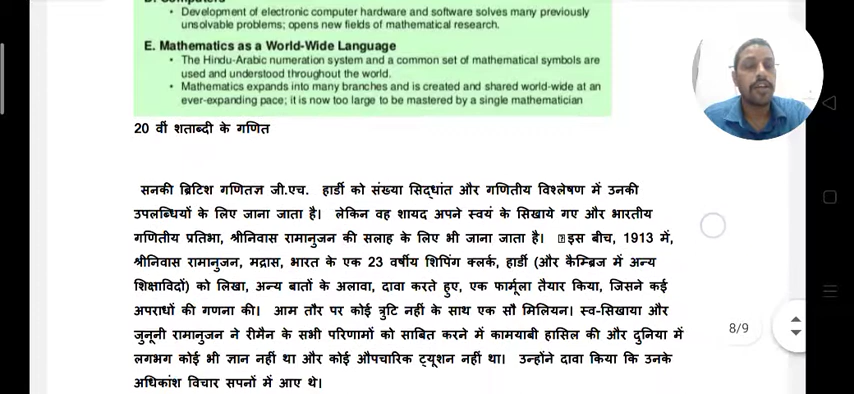 • Development of electronic computer hardware and software solves many previously
unsolvable problems; opens new fields of mathematical research.
E. Mathematics as a World-Wide Language
• The Hindu-Arabic numeration system and a common set of mathematical symbols are
used and understood throughout the world.
• Mathematics expands into many branches and is created and shared world-wide at an
ever-expanding pace; it is now too large to be mastered by a single mathematician
20 वीं शताब्दी के गणित
सनकी ब्रिटिश गणितज्ञ जी.एच. हार्डी को संख्या सिद्धांत और गणितीय विश्लेषण में उनकी
उपलब्धियों के लिए जाना जाता है। लेकिन वह शायद अपने स्वयं के सिखाये गए और भारतीय
गणितीय प्रतिभा, श्रीनिवास रामानुजन की सलाह के लिए भी जाना जाता है। इस बीच, 1913 में,
श्रीनिवास रामानुजन, मद्रास, भारत के एक 23 वर्षीय शिपिंग क्लर्क, हार्डी (और कैम्ब्रिज में अन्य
शिक्षाविदों) को लिखा, अन्य बातों के अलावा, दावा करते हुए, एक फार्मूला तैयार किया, जिसने कई
अपराधों की गणना की। आम तौर पर कोई त्रुटि नहीं के साथ एक सौ मिलियन। स्व-सिखाया और
जुनूनी रामानुजन ने रीमैन के सभी परिणामों को साबित करने में कामयाबी हासिल की और दुनिया में
लगभग कोई भी ज्ञान नहीं था और कोई औपचारिक ट्यूशन नहीं था। उन्होंने दावा किया कि उनके
अधिकांश विचार सपनों में आए थे।
8/9